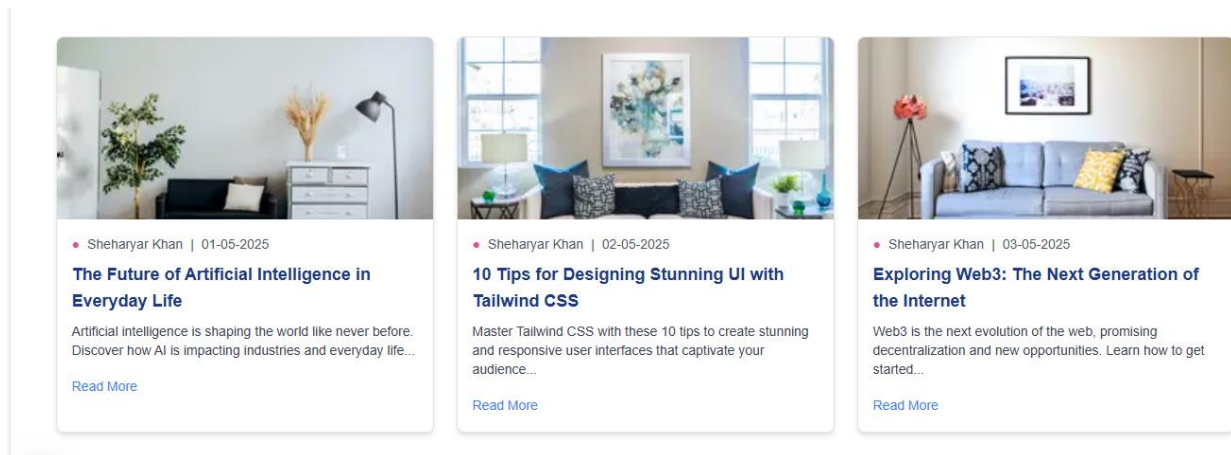 ● Sheharyar Khan | 01-05-2025
The Future of Artificial Intelligence in
Everyday Life
Artificial intelligence is shaping the world like never before.
Discover how AI is impacting industries and everyday life...
Read More
● Sheharyar Khan | 02-05-2025
10 Tips for Designing Stunning UI with
Tailwind CSS
Master Tailwind CSS with these 10 tips to create stunning
and responsive user interfaces that captivate your
audience...
Read More
● Sheharyar Khan | 03-05-2025
Exploring Web3: The Next Generation of
the Internet
Web3 is the next evolution of the web, promising
decentralization and new opportunities. Learn how to get
started...
Read More